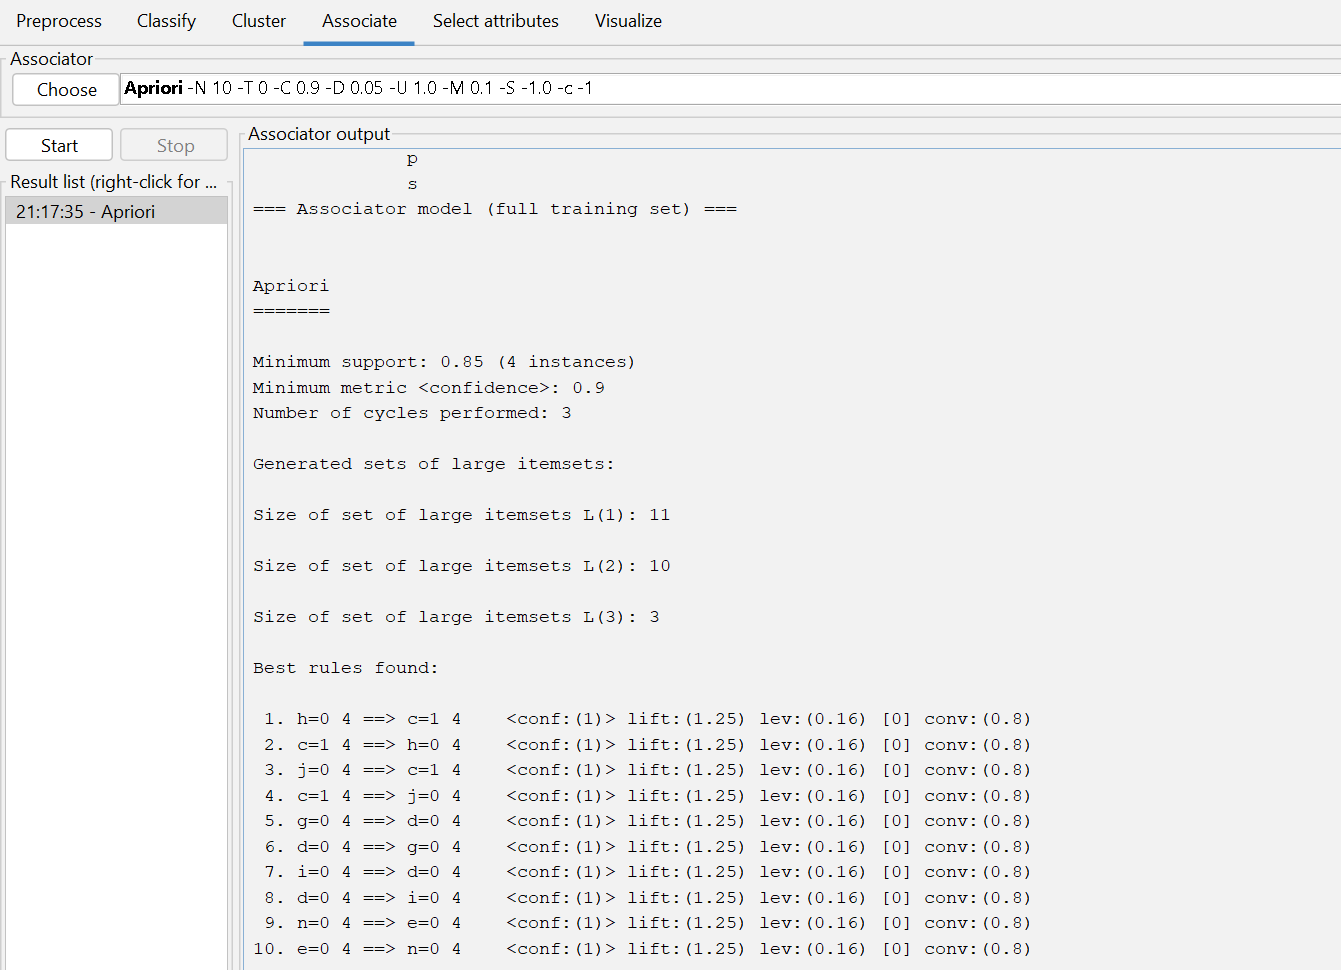 Preprocess Classify Cluster Associate Select attributes Visualize
Associator
Choose Apriori -N 10 -T 0 -C 0.9 -D 0.05 -U 1.0 -M 0.1 -S -1.0 -c -1
Start Stop
Result list (right-click for ...
21:17:35 - Apriori
Associator output
p
s
=== Associator model (full training set) ===
Apriori
=======
Minimum support: 0.85 (4 instances)
Minimum metric <confidence>: 0.9
Number of cycles performed: 3
Generated sets of large itemsets:
Size of set of large itemsets L(1): 11
Size of set of large itemsets L(2): 10
Size of set of large itemsets L(3): 3
Best rules found:
1. h=0 4 ==> c=1 4 <conf:(1)> lift:(1.25) lev:(0.16) [0] conv:(0.8)
2. c=1 4 ==> h=0 4 <conf:(1)> lift:(1.25) lev:(0.16) [0] conv:(0.8)
3. j=0 4 ==> c=1 4 <conf:(1)> lift:(1.25) lev:(0.16) [0] conv:(0.8)
4. c=1 4 ==> j=0 4 <conf:(1)> lift:(1.25) lev:(0.16) [0] conv:(0.8)
5. g=0 4 ==> d=0 4 <conf:(1)> lift:(1.25) lev:(0.16) [0] conv:(0.8)
6. d=0 4 ==> g=0 4 <conf:(1)> lift:(1.25) lev:(0.16) [0] conv:(0.8)
7. i=0 4 ==> d=0 4 <conf:(1)> lift:(1.25) lev:(0.16) [0] conv:(0.8)
8. d=0 4 ==> i=0 4 <conf:(1)> lift:(1.25) lev:(0.16) [0] conv:(0.8)
9. n=0 4 ==> e=0 4 <conf:(1)> lift:(1.25) lev:(0.16) [0] conv:(0.8)
10. e=0 4 ==> n=0 4 <conf:(1)> lift:(1.25) lev:(0.16) [0] conv:(0.8)